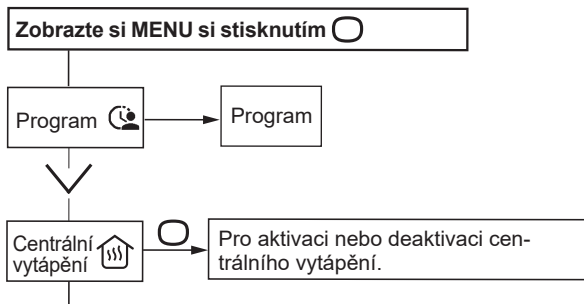 Zobrazte si MENU si stisknutím
Program
Program
Centrální
vytápění
Pro aktivaci nebo deaktivaci cen-
trálního vytápění.